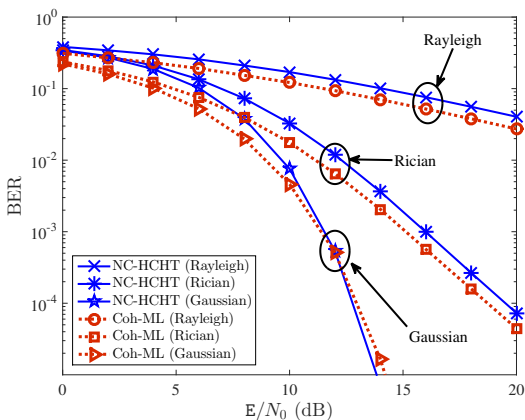 10^0
10^-1
10^-2
10^-3
10^-4
BER
Rayleigh
Rician
Gaussian
NC-HCHT (Rayleigh)
NC-HCHT (Rician)
NC-HCHT (Gaussian)
Coh-ML (Rayleigh)
Coh-ML (Rician)
Coh-ML (Gaussian)
0 5 10 15 20
E/N_0 (dB)